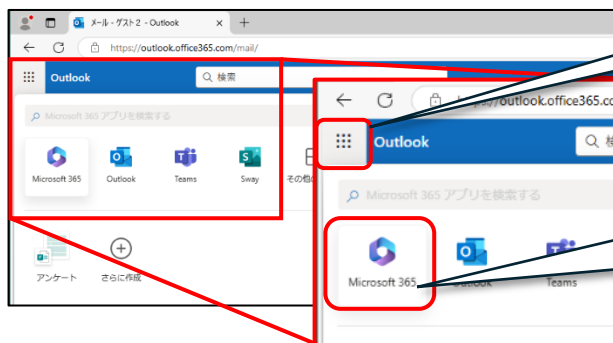 メール - ゲスト 2 - Outlook
https://outlook.office365.com/mail/
Outlook
検索
Microsoft 365 アプリを検索する
Microsoft 365
Outlook
Teams
Sway
アンケート
さらに作成
outlook.office365.co
Outlook
Microsoft 365 アプリを検索する
Microsoft 365
Outlook
Teams